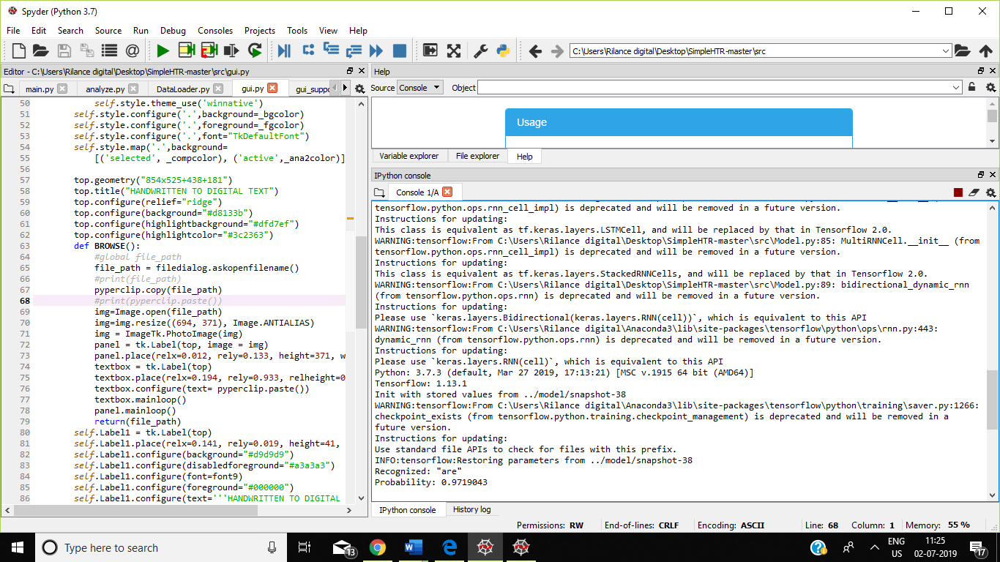 Spyder (Python 3.7)
File Edit Search Source Run Debug Consoles Projects Tools View Help
C:\Users\Rilance digital\Desktop\SimpleHTR-master\src
Editor - C:\Users\Rilance digital\Desktop\SimpleHTR-master\src\gui.py
main.py analyze.py DataLoader.py gui.py gui_suppo
50 self.style.theme_use('winnative')
51 self.style.configure('.',background=_bgcolor)
52 self.style.configure('.',foreground=_fgcolor)
53 self.style.configure('.',font="TkDefaultFont")
54 self.style.map('.',background=
55 [('selected', _compcolor), ('active',_ana2color)]
56
57 top.geometry("854x525+438+181")
58 top.title("HANDWRITTEN TO DIGITAL TEXT")
59 top.configure(relief="ridge")
60 top.configure(background="#d8133b")
61 top.configure(highlightbackground="#dfd7ef")
62 top.configure(highlightcolor="#3c2363")
63 def BROWSE():
64 #global file_path
65 file_path = filedialog.askopenfilename()
66 #print(file_path)
67 pyperclip.copy(file_path)
68 #print(pyperclip.paste())
69 img=Image.open(file_path)
70 img=img.resize((694, 371), Image.ANTIALIAS)
71 img = ImageTk.PhotoImage(img)
72 panel = tk.Label(top, image = img)
73 panel.place(relx=0.012, rely=0.133, height=371, w
74 textbox = tk.Label(top)
75 textbox.place(relx=0.194, rely=0.933, relheight=0
76 textbox.configure(text= pyperclip.paste())
77 textbox.mainloop()
78 panel.mainloop()
79 return(file_path)
80 self.Label1 = tk.Label(top)
81 self.Label1.place(relx=0.141, rely=0.019, height=41,
82 self.Label1.configure(background="#d9d9d9")
83 self.Label1.configure(disabledforeground="#a3a3a3")
84 self.Label1.configure(font=font9)
85 self.Label1.configure(foreground="#000000")
86 self.Label1.configure(text='''HANDWRITTEN TO DIGITAL
Help
Source Console Object
Usage
Variable explorer File explorer Help
IPython console
Console 1/A
tensorflow.python.ops.rnn_cell_impl) is deprecated and will be removed in a future version.
Instructions for updating:
This class is equivalent as tf.keras.layers.LSTMCell, and will be replaced by that in Tensorflow 2.0.
WARNING:tensorflow:From C:\Users\Rilance digital\Desktop\SimpleHTR-master\src\Model.py:85: MultiRNNCell.__init__ (from
tensorflow.python.ops.rnn_cell_impl) is deprecated and will be removed in a future version.
Instructions for updating:
This class is equivalent as tf.keras.layers.StackedRNNCells, and will be replaced by that in Tensorflow 2.0.
WARNING:tensorflow:From C:\Users\Rilance digital\Desktop\SimpleHTR-master\src\Model.py:89: bidirectional_dynamic_rnn
(from tensorflow.python.ops.rnn) is deprecated and will be removed in a future version.
Instructions for updating:
Please use `keras.layers.Bidirectional(keras.layers.RNN(cell))`, which is equivalent to this API
WARNING:tensorflow:From C:\Users\Rilance digital\Anaconda3\lib\site-packages\tensorflow\python\ops\rnn.py:443:
dynamic_rnn (from tensorflow.python.ops.rnn) is deprecated and will be removed in a future version.
Instructions for updating:
Please use `keras.layers.RNN(cell)`, which is equivalent to this API
Python: 3.7.3 (default, Mar 27 2019, 17:13:21) [MSC v.1915 64 bit (AMD64)]
Tensorflow: 1.13.1
Init with stored values from ../model/snapshot-38
WARNING:tensorflow:From C:\Users\Rilance digital\Anaconda3\lib\site-packages\tensorflow\python\training\saver.py:1266:
checkpoint_exists (from tensorflow.python.training.checkpoint_management) is deprecated and will be removed in a
future version.
Instructions for updating:
Use standard file APIs to check for files with this prefix.
INFO:tensorflow:Restoring parameters from ../model/snapshot-38
Recognized: "are"
Probability: 0.9719043
IPython console History log
Permissions: RW End-of-lines: CRLF Encoding: ASCII Line: 68 Column: 1 Memory: 55 %
Type here to search
13
ENG
US
11:25
02-07-2019
17